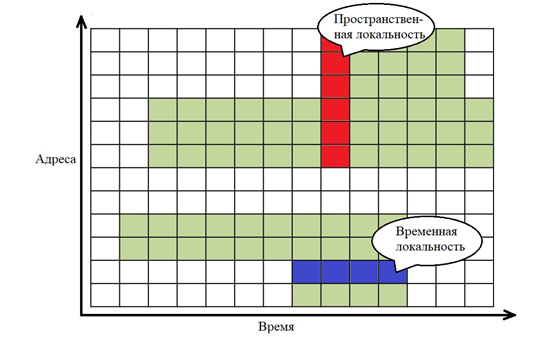 Пространствен-
ная локальность
Адреса
Временная
локальность
Время